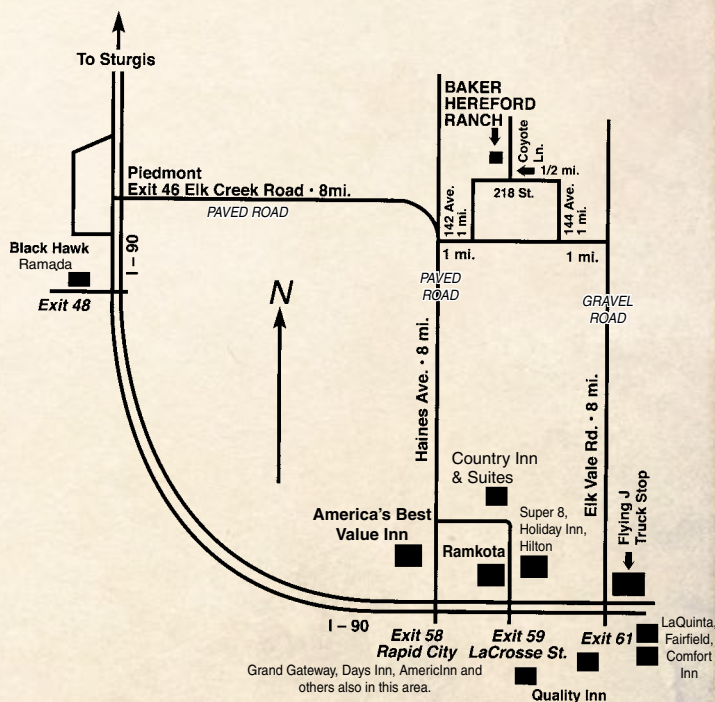 To Sturgis
BAKER
HEREFORD
RANCH
Coyote
Ln.
1/2 mi.
218 St.
142 Ave.
1 mi.
144 Ave.
1 mi.
1 mi.
1 mi.
Piedmont
Exit 46 Elk Creek Road • 8mi.
PAVED ROAD
I – 90
Black Hawk
Ramada
Exit 48
N
PAVED
ROAD
GRAVEL
ROAD
Haines Ave. • 8 mi.
Elk Vale Rd. • 8 mi.
Country Inn
& Suites
America's Best
Value Inn
Super 8,
Holiday Inn,
Hilton
Ramkota
Flying J
Truck Stop
I – 90
Exit 58
Rapid City
Exit 59
LaCrosse St.
Exit 61
LaQuinta,
Fairfield,
Comfort
Inn
Grand Gateway, Days Inn, AmericInn and
others also in this area.
Quality Inn